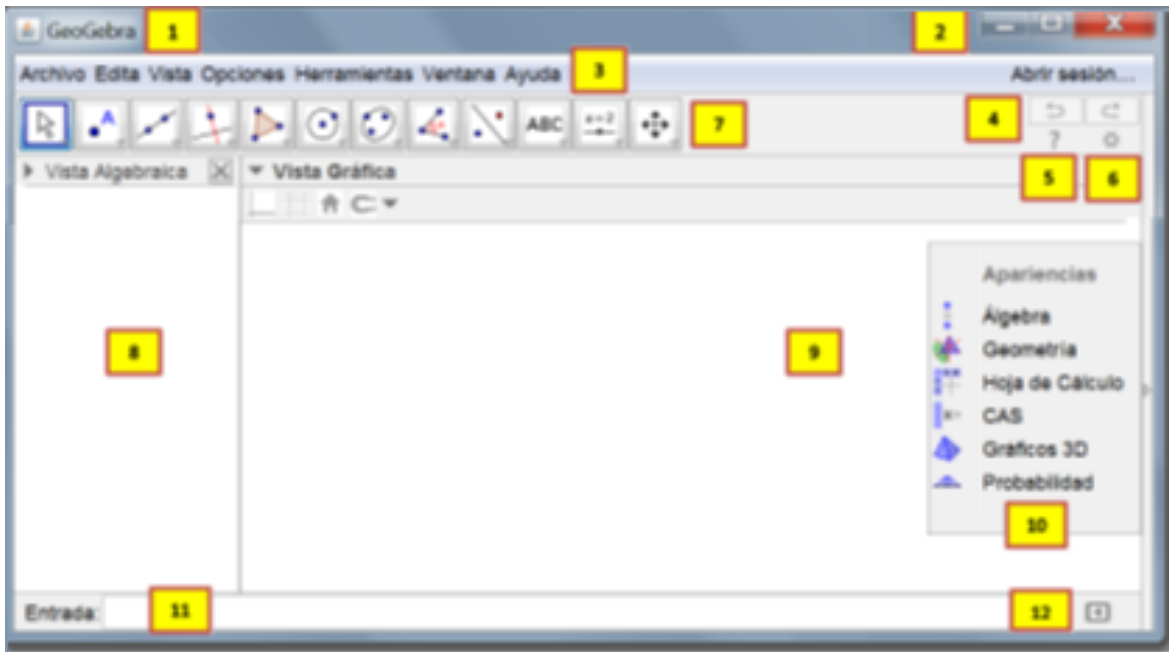 GeoGebra 1 2
Archivo Edita Vista Opciones Herramientas Ventana Ayuda 3 Abrir sesión...
A ABC a=2 7 4
?
5 6
Vista Algebraica Vista Gráfica
8 9
Apariencias
Álgebra
Geometría
Hoja de Cálculo
CAS
Gráficos 3D
Probabilidad
10
Entrada: 11 12